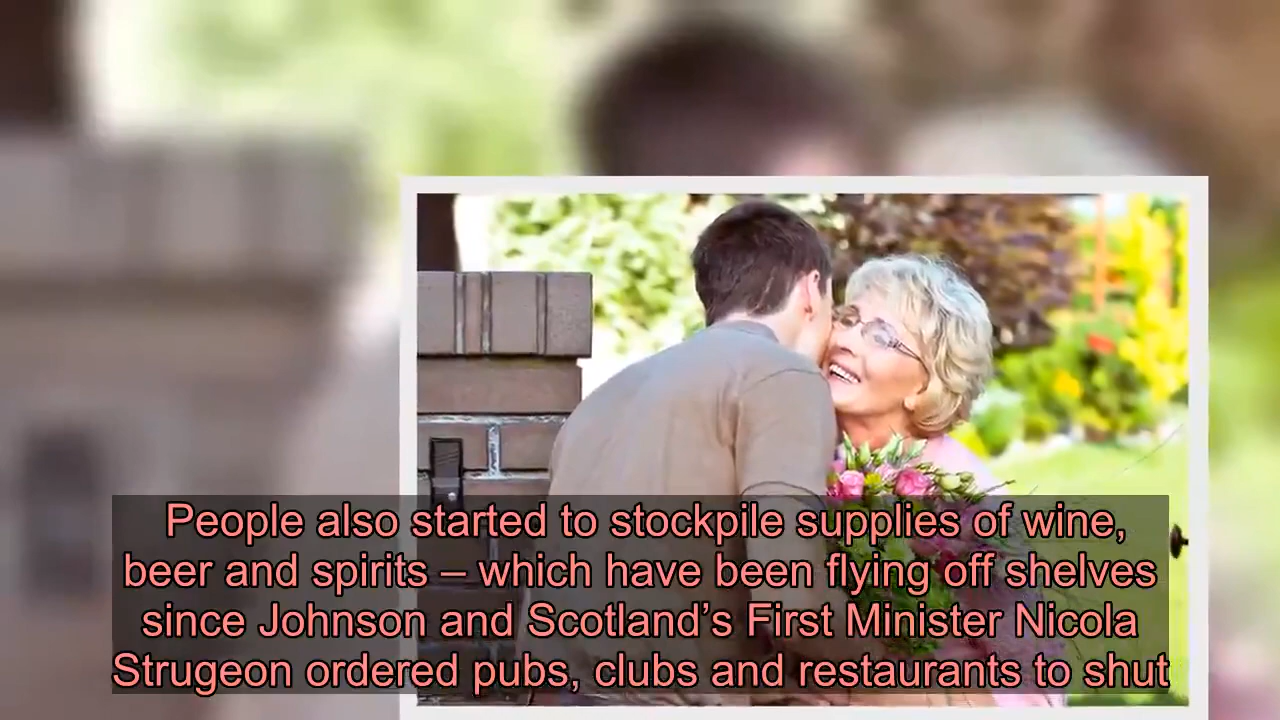 People also started to stockpile supplies of wine,
beer and spirits – which have been flying off shelves
since Johnson and Scotland’s First Minister Nicola
Strugeon ordered pubs, clubs and restaurants to shut